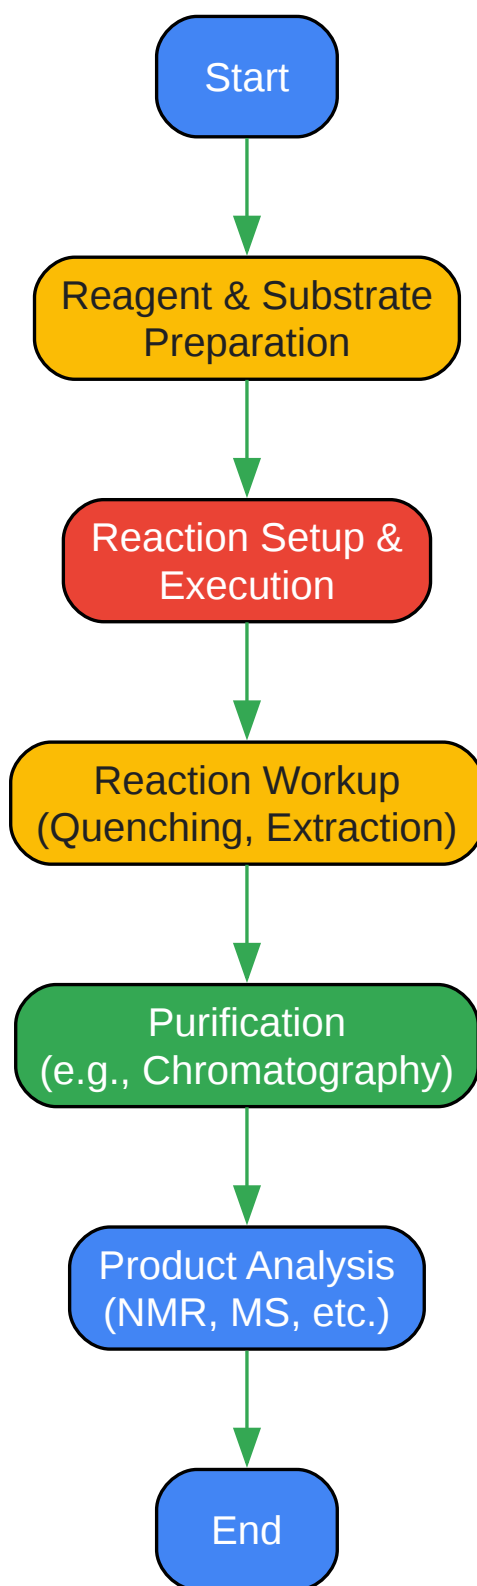 Start
Reagent & Substrate
Preparation
Reaction Setup &
Execution
Reaction Workup
(Quenching, Extraction)
Purification
(e.g., Chromatography)
Product Analysis
(NMR, MS, etc.)
End